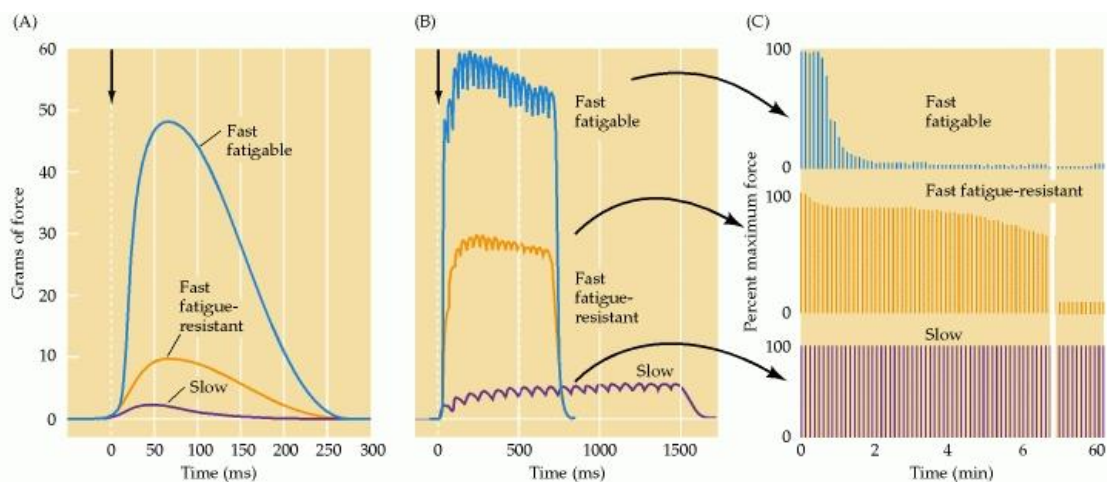 (A)
60
50
40
30
20
10
0
Grams of force
Fast
fatigable
Fast
fatigue-
resistant
Slow
0 50 100 150 200 250 300
Time (ms)
(B)
Fast
fatigable
Fast
fatigue-
resistant
Slow
0 500 1000 1500
Time (ms)
(C)
Percent maximum force
100
Fast
fatigable
0
100
Fast fatigue-resistant
0
Slow
100
0
0 2 4 6 60
Time (min)